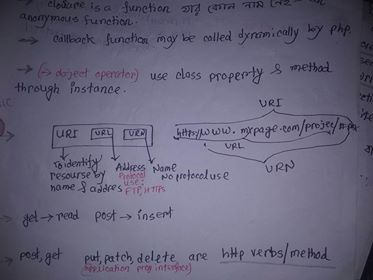 → closure is a function তার কোন নাম নেই
anonymous function.
→ callback function may be called dynamically by php.
→ (→ object operator) use class property & method
through instance.
URI
URI URL URN
http://www.mypage.com/projec/
URL
URN
To identify
resourse by
name & addres
Address
Protocol
use:
FTP, HTTPs
Name
No protocol use
→ get → read post → insert
→ post, get put, patch, delete are http verbs/method
(application prog interface)